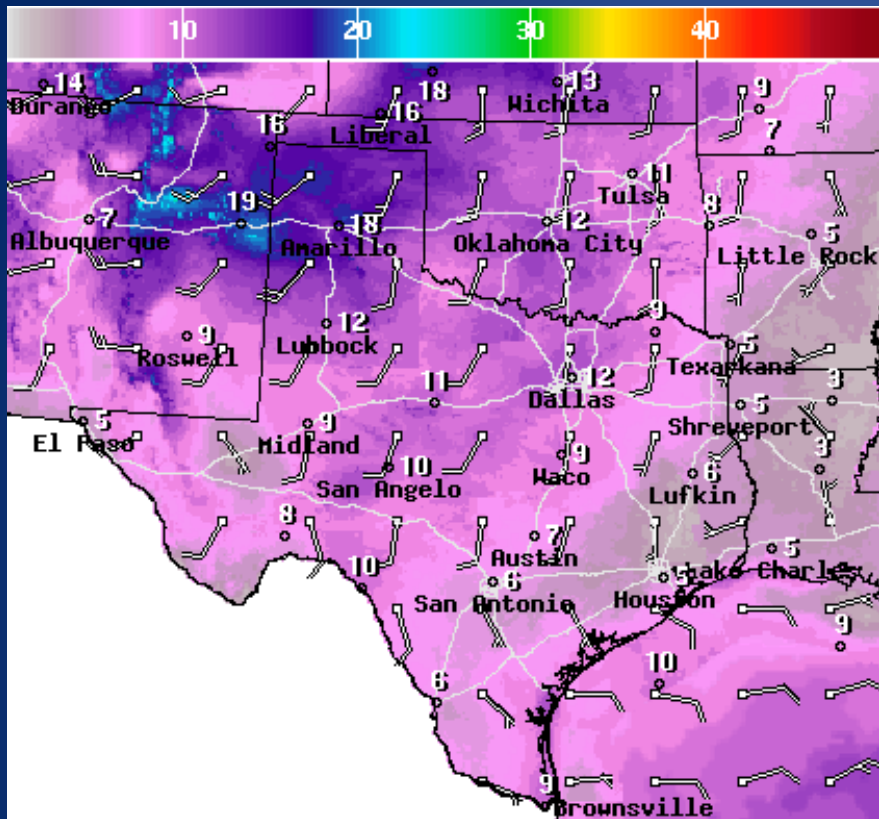 10 20 30 40
14 18 13 9
Durango 16 Wichita
16 Liberal 7
11
Tulsa
7 19 18 12 8 5
Albuquerque Amarillo Oklahoma City Little Rock
9 12 9 5
Roswell Lubbock Texarkana
11 12 3
Dallas
5 9 5
El Paso Midland Shreveport
10 9 6 3
San Angelo Waco Lufkin
8 7 5
Austin Lake Charles
10 6 5
San Antonio Houston
9
6 10
9
Brownsville